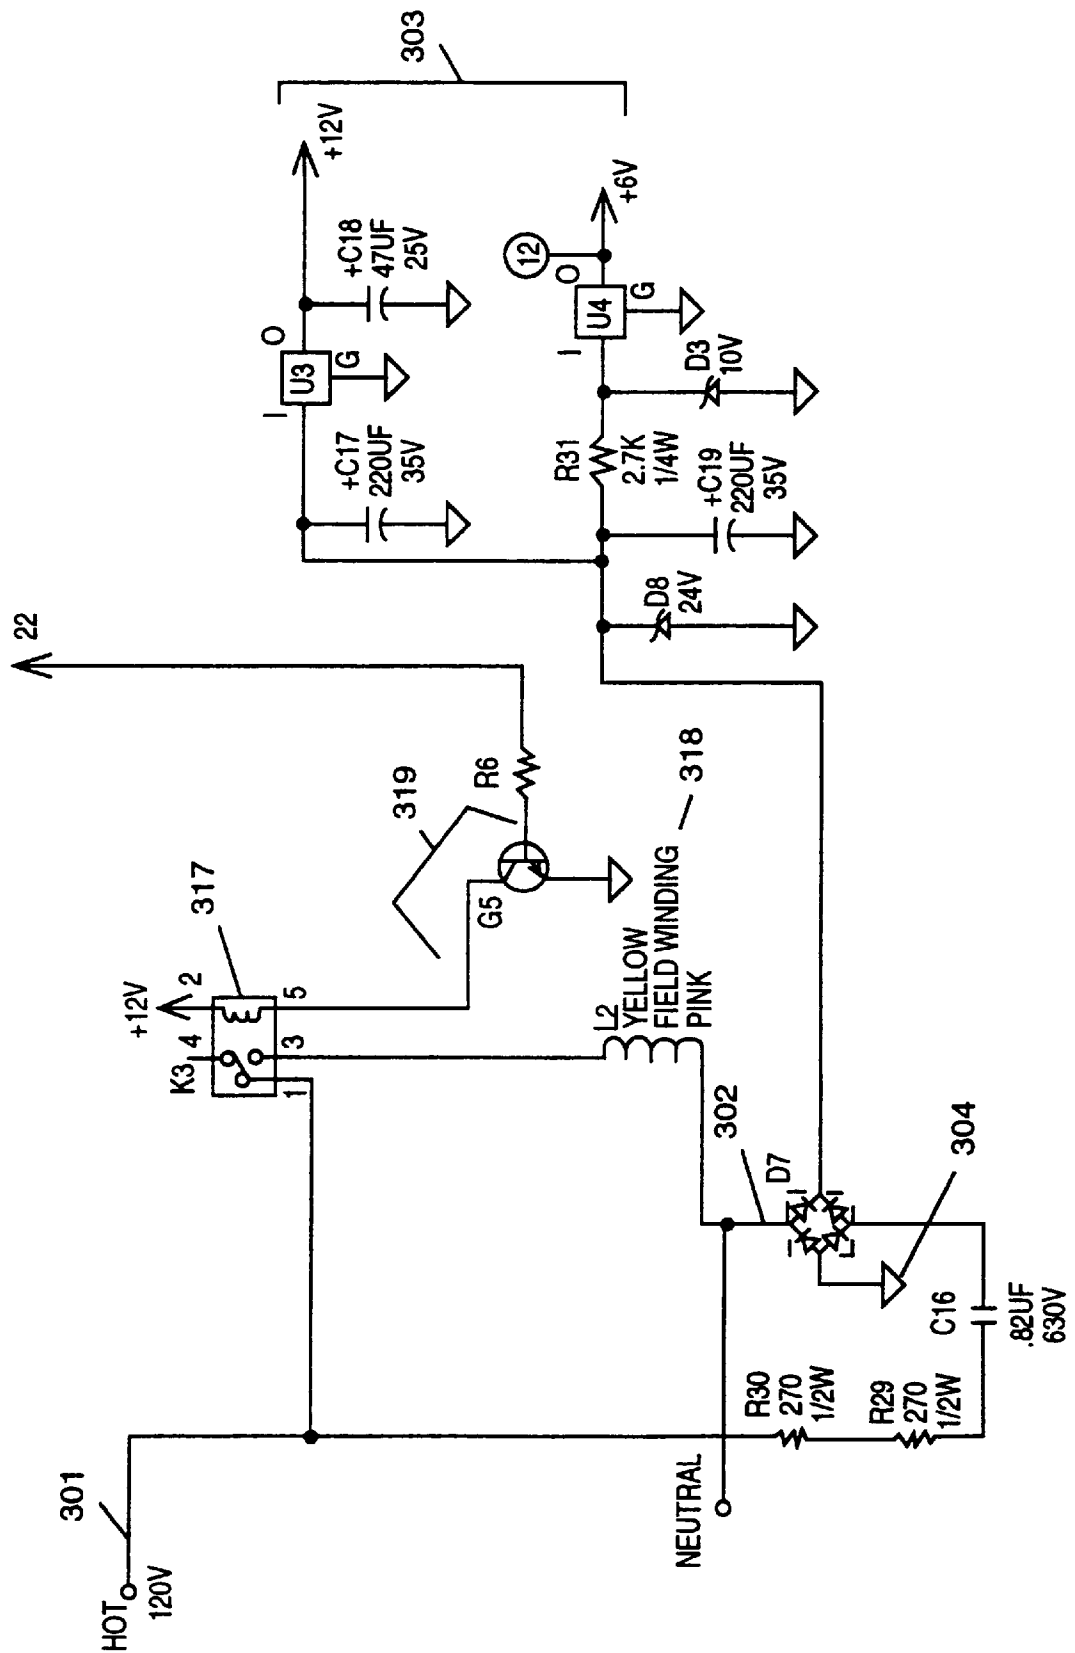 HOT
120V
301
NEUTRAL
R30
270
1/2W
R29
270
1/2W
C16
.82UF
630V
304
D7
302
K3
4
+12V
2
1
3
5
317
L2
YELLOW
FIELD WINDING
PINK
318
319
G5
R6
22
D8
24V
+C19
220UF
35V
+C17
220UF
35V
R31
2.7K
1/4W
D3
10V
I
U3
O
G
+C18
47UF
25V
+12V
I
U4
O
G
12
+6V
303